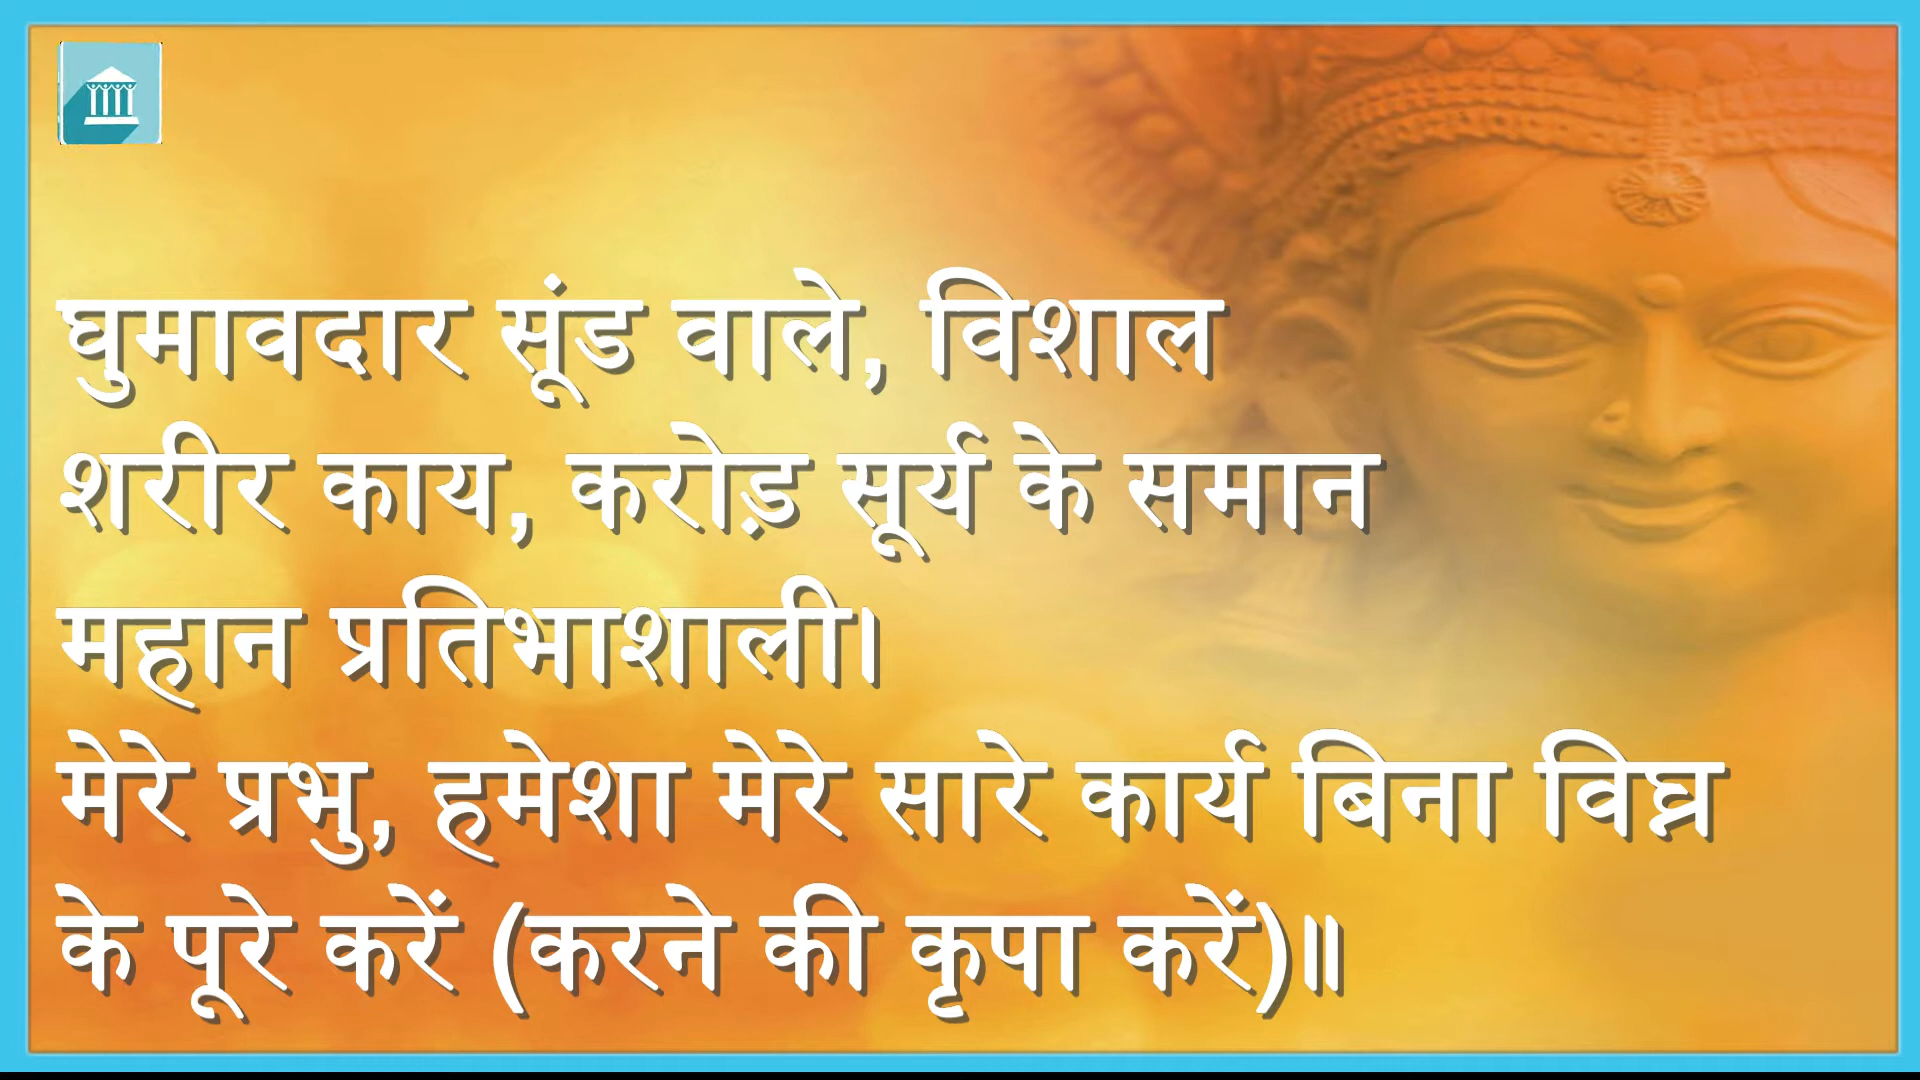 घुमावदार सूंड वाले, विशाल
शरीर काय, करोड़ सूर्य के समान
महान प्रतिभाशाली।
मेरे प्रभु, हमेशा मेरे सारे कार्य बिना विघ्न
के पूरे करें (करने की कृपा करें)॥